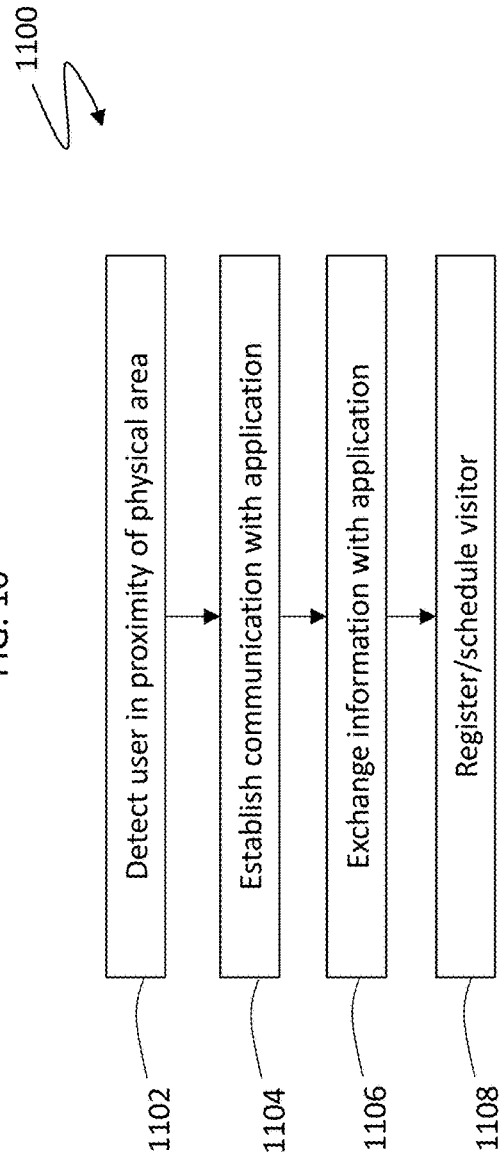 FIG. 10
1100
1102
Detect user in proximity of physical area
1104
Establish communication with application
1106
Exchange information with application
1108
Register/schedule visitor